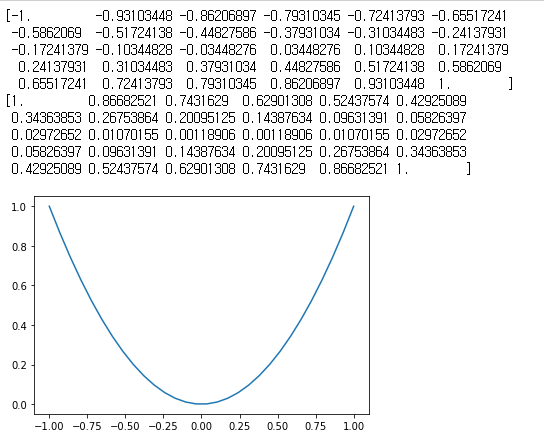 [-1.         -0.93103448 -0.86206897 -0.79310345 -0.72413793 -0.65517241
 -0.5862069  -0.51724138 -0.44827586 -0.37931034 -0.31034483 -0.24137931
 -0.17241379 -0.10344828 -0.03448276  0.03448276  0.10344828  0.17241379
  0.24137931  0.31034483  0.37931034  0.44827586  0.51724138  0.5862069
  0.65517241  0.72413793  0.79310345  0.86206897  0.93103448  1.        ]
[1.         0.86682521 0.7431629  0.62901308 0.52437574 0.42925089
 0.34363853 0.26753864 0.20095125 0.14387634 0.09631391 0.05826397
 0.02972652 0.01070155 0.00118906 0.00118906 0.01070155 0.02972652
 0.05826397 0.09631391 0.14387634 0.20095125 0.26753864 0.34363853
 0.42925089 0.52437574 0.62901308 0.7431629  0.86682521 1.        ]
1.0
0.8
0.6
0.4
0.2
0.0
−1.00 −0.75 −0.50 −0.25 0.00 0.25 0.50 0.75 1.00